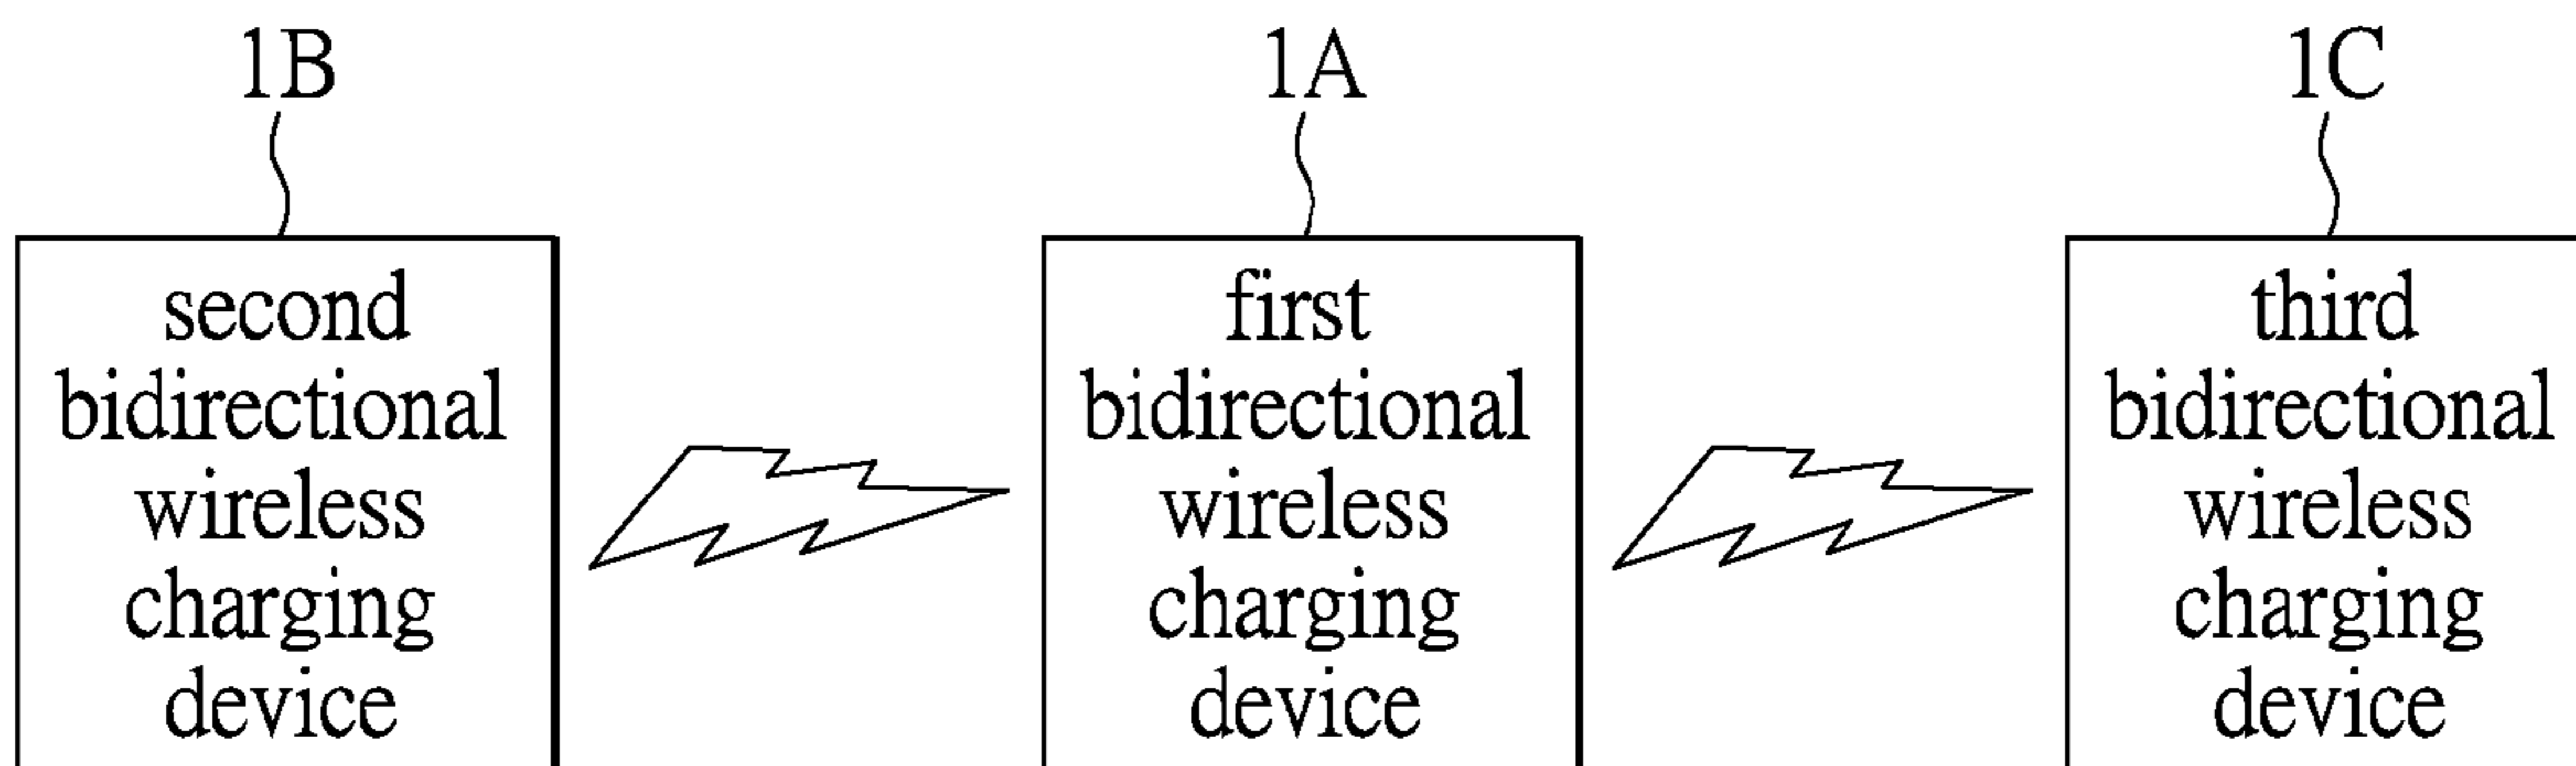 1B
second
bidirectional
wireless
charging
device
1A
first
bidirectional
wireless
charging
device
1C
third
bidirectional
wireless
charging
device